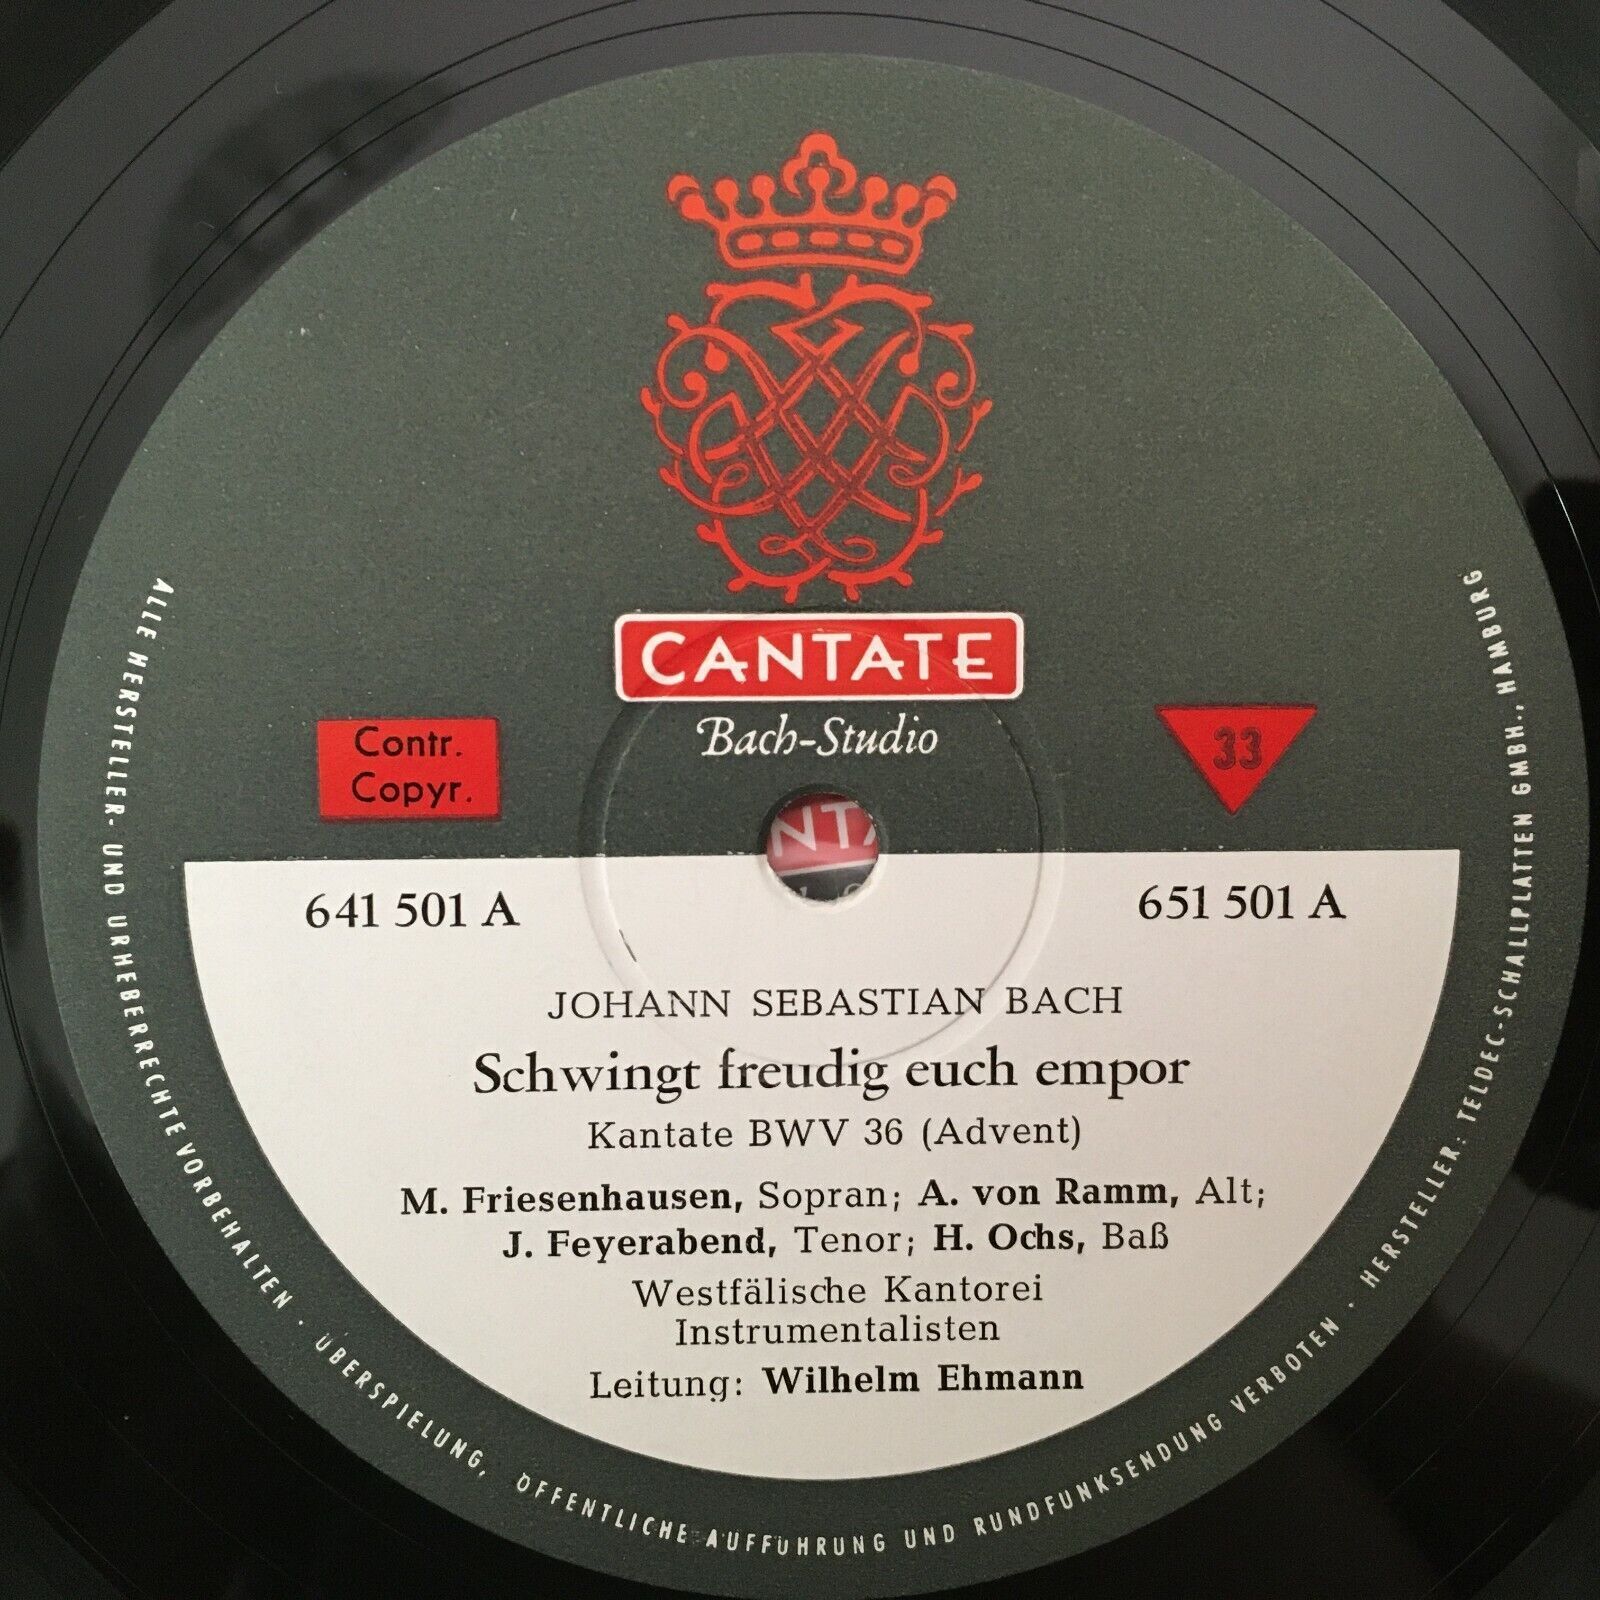 CANTATE
Bach-Studio
Contr.
Copyr.
33
NTA
641 501 A
651 501 A
JOHANN SEBASTIAN BACH
Schwingt freudig euch empor
Kantate BWV 36 (Advent)
M. Friesenhausen, Sopran; A. von Ramm, Alt;
J. Feyerabend, Tenor; H. Ochs, Baß
Westfälische Kantorei
Instrumentalisten
Leitung: Wilhelm Ehmann
ALLE HERSTELLER- UND URHEBERRECHTE VORBEHALTEN · ÜBERSPIELUNG, ÖFFENTLICHE AUFFÜHRUNG UND RUNDFUNKSENDUNG VERBOTEN · HERSTELLER: TELDEC-SCHALLPLATTEN GMBH., HAMBURG